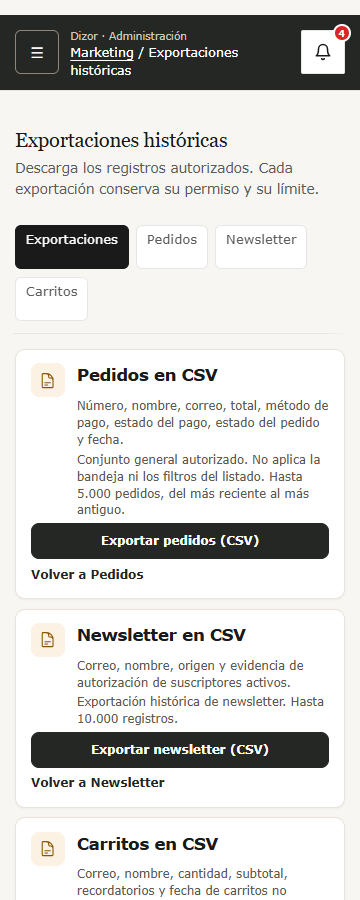 Dizor · Administración
Marketing / Exportaciones
históricas
4
Exportaciones históricas
Descarga los registros autorizados. Cada
exportación conserva su permiso y su límite.
Exportaciones
Pedidos
Newsletter
Carritos
Pedidos en CSV
Número, nombre, correo, total, método de
pago, estado del pago, estado del pedido
y fecha.
Conjunto general autorizado. No aplica la
bandeja ni los filtros del listado. Hasta
5.000 pedidos, del más reciente al más
antiguo.
Exportar pedidos (CSV)
Volver a Pedidos
Newsletter en CSV
Correo, nombre, origen y evidencia de
autorización de suscriptores activos.
Exportación histórica de newsletter. Hasta
10.000 registros.
Exportar newsletter (CSV)
Volver a Newsletter
Carritos en CSV
Correo, nombre, cantidad, subtotal,
recordatorios y fecha de carritos no